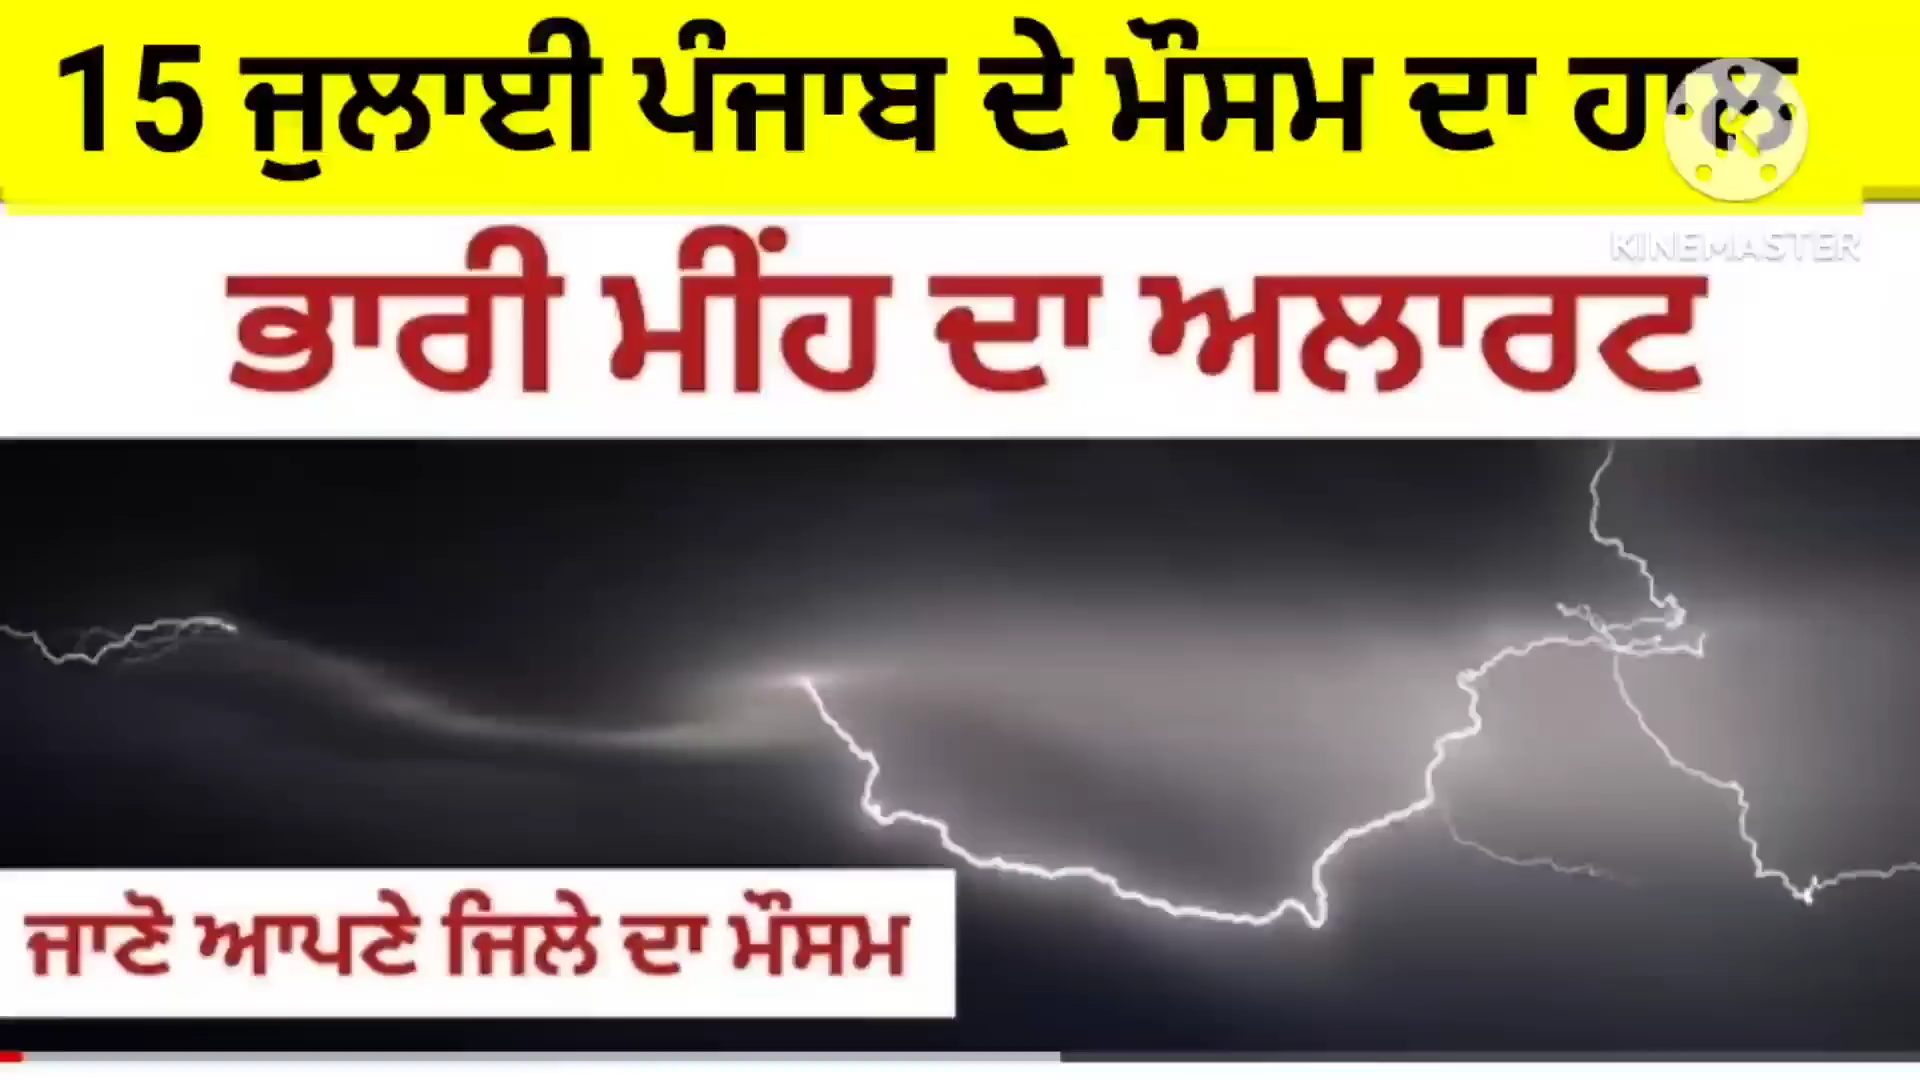 15 ਜੁਲਾਈ ਪੰਜਾਬ ਦੇ ਮੌਸਮ ਦਾ ਹਾਲ
KINEMASTER
ਭਾਰੀ ਮੀਂਹ ਦਾ ਅਲਾਰਟ
ਜਾਣੋ ਆਪਣੇ ਜਿਲੇ ਦਾ ਮੌਸਮ